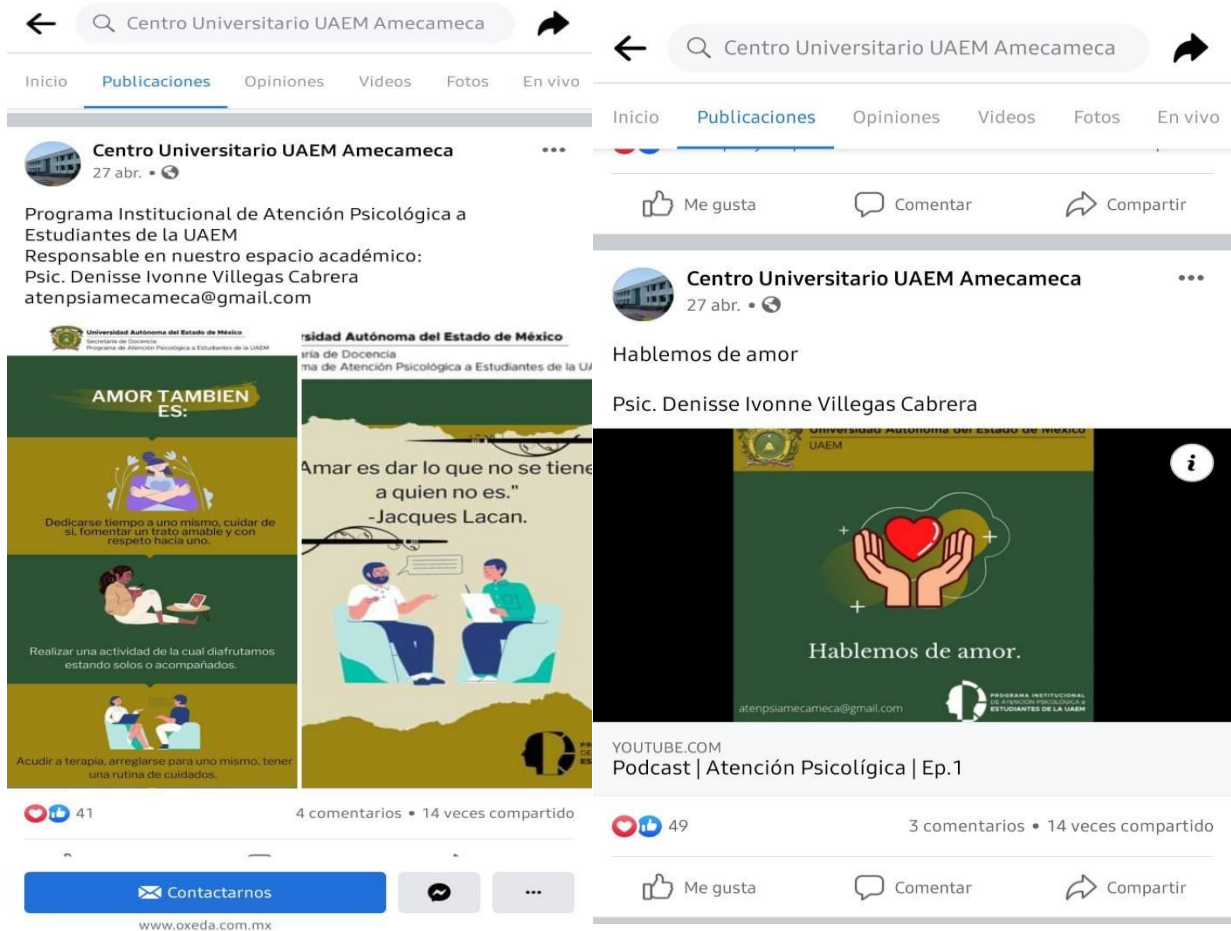 Centro Universitario UAEM Amecameca
Inicio Publicaciones Opiniones Videos Fotos En vivo
Centro Universitario UAEM Amecameca
27 abr.
Programa Institucional de Atención Psicológica a
Estudiantes de la UAEM
Responsable en nuestro espacio académico:
Psic. Denisse Ivonne Villegas Cabrera
atenpsiamecameca@gmail.com
Universidad Autónoma del Estado de México
Secretaría de Docencia
Programa de Atención Psicológica a Estudiantes de la UAEM
AMOR TAMBIEN
ES:
Dedicarse tiempo a uno mismo, cuidar de
si, fomentar un trato amable y con
respeto hacia uno.
Realizar una actividad de la cual diafrutamos
estando solos o acompañados.
Acudir a terapia, arreglarse para uno mismo, tener
una rutina de cuidados.
rsidad Autónoma del Estado de México
aría de Docencia
ma de Atención Psicológica a Estudiantes de la UA
Amar es dar lo que no se tiene
a quien no es."
-Jacques Lacan.
41 4 comentarios • 14 veces compartido
Contactarnos
www.oxeda.com.mx
Centro Universitario UAEM Amecameca
Inicio Publicaciones Opiniones Videos Fotos En vivo
Me gusta Comentar Compartir
Centro Universitario UAEM Amecameca
27 abr.
Hablemos de amor
Psic. Denisse Ivonne Villegas Cabrera
Universidad Autónoma del Estado de México
UAEM
Hablemos de amor.
atenpsiamecameca@gmail.com
PROGRAMA INSTITUCIONAL
DE ATENCIÓN PSICOLÓGICA A
ESTUDIANTES DE LA UAEM
YOUTUBE.COM
Podcast | Atención Psicolígica | Ep.1
49 3 comentarios • 14 veces compartido
Me gusta Comentar Compartir